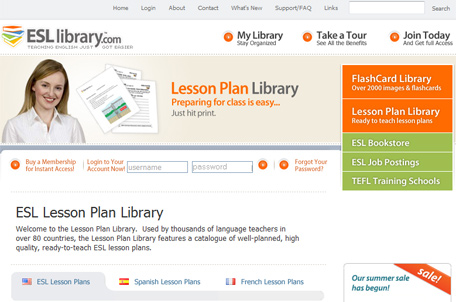 Home Login About Contact What's New Support/FAQ Links Search
ESLlibrary.com
TEACHING ENGLISH JUST GOT EASIER
My Library
Stay Organized
Take a Tour
See All the Benefits
Join Today
And Get full Access
Lesson Plan Library
Preparing for class is easy...
Just hit print.
FlashCard Library
Over 2000 images & flashcards
Lesson Plan Library
Ready to teach lesson plans
ESL Bookstore
ESL Job Postings
TEFL Training Schools
Buy a Membership
for Instant Access!
Login to Your
Account Now!
username
password
Forgot Your
Password?
ESL Lesson Plan Library
Welcome to the Lesson Plan Library. Used by thousands of language teachers in
over 80 countries, the Lesson Plan Library features a catalogue of well-planned, high
quality, ready-to-teach ESL lesson plans.
ESL Lesson Plans
Spanish Lesson Plans
French Lesson Plans
sale!
Our summer sale
has begun!